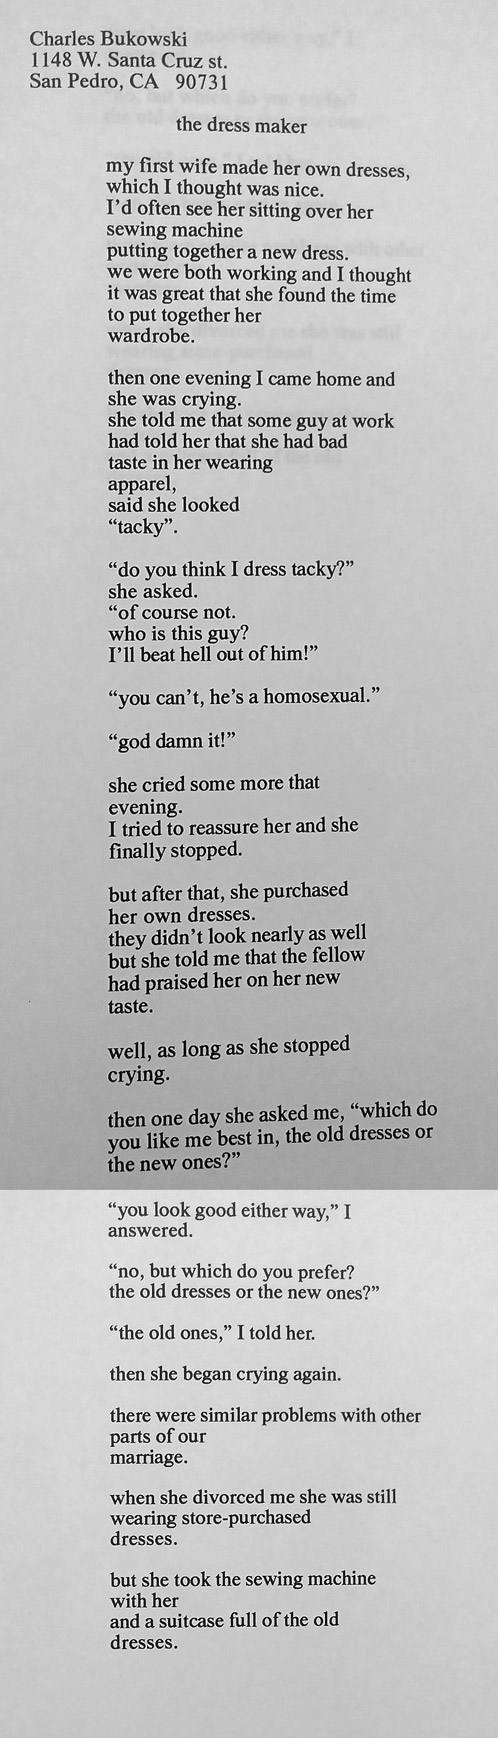 Charles Bukowski
1148 W. Santa Cruz st.
San Pedro, CA 90731
the dress maker
my first wife made her own dresses,
which I thought was nice.
I’d often see her sitting over her
sewing machine
putting together a new dress.
we were both working and I thought
it was great that she found the time
to put together her
wardrobe.
then one evening I came home and
she was crying.
she told me that some guy at work
had told her that she had bad
taste in her wearing
apparel,
said she looked
“tacky”.
“do you think I dress tacky?”
she asked.
“of course not.
who is this guy?
I’ll beat hell out of him!”
“you can’t, he’s a homosexual.”
“god damn it!”
she cried some more that
evening.
I tried to reassure her and she
finally stopped.
but after that, she purchased
her own dresses.
they didn’t look nearly as well
but she told me that the fellow
had praised her on her new
taste.
well, as long as she stopped
crying.
then one day she asked me, “which do
you like me best in, the old dresses or
the new ones?”
“you look good either way,” I
answered.
“no, but which do you prefer?
the old dresses or the new ones?”
“the old ones,” I told her.
then she began crying again.
there were similar problems with other
parts of our
marriage.
when she divorced me she was still
wearing store-purchased
dresses.
but she took the sewing machine
with her
and a suitcase full of the old
dresses.